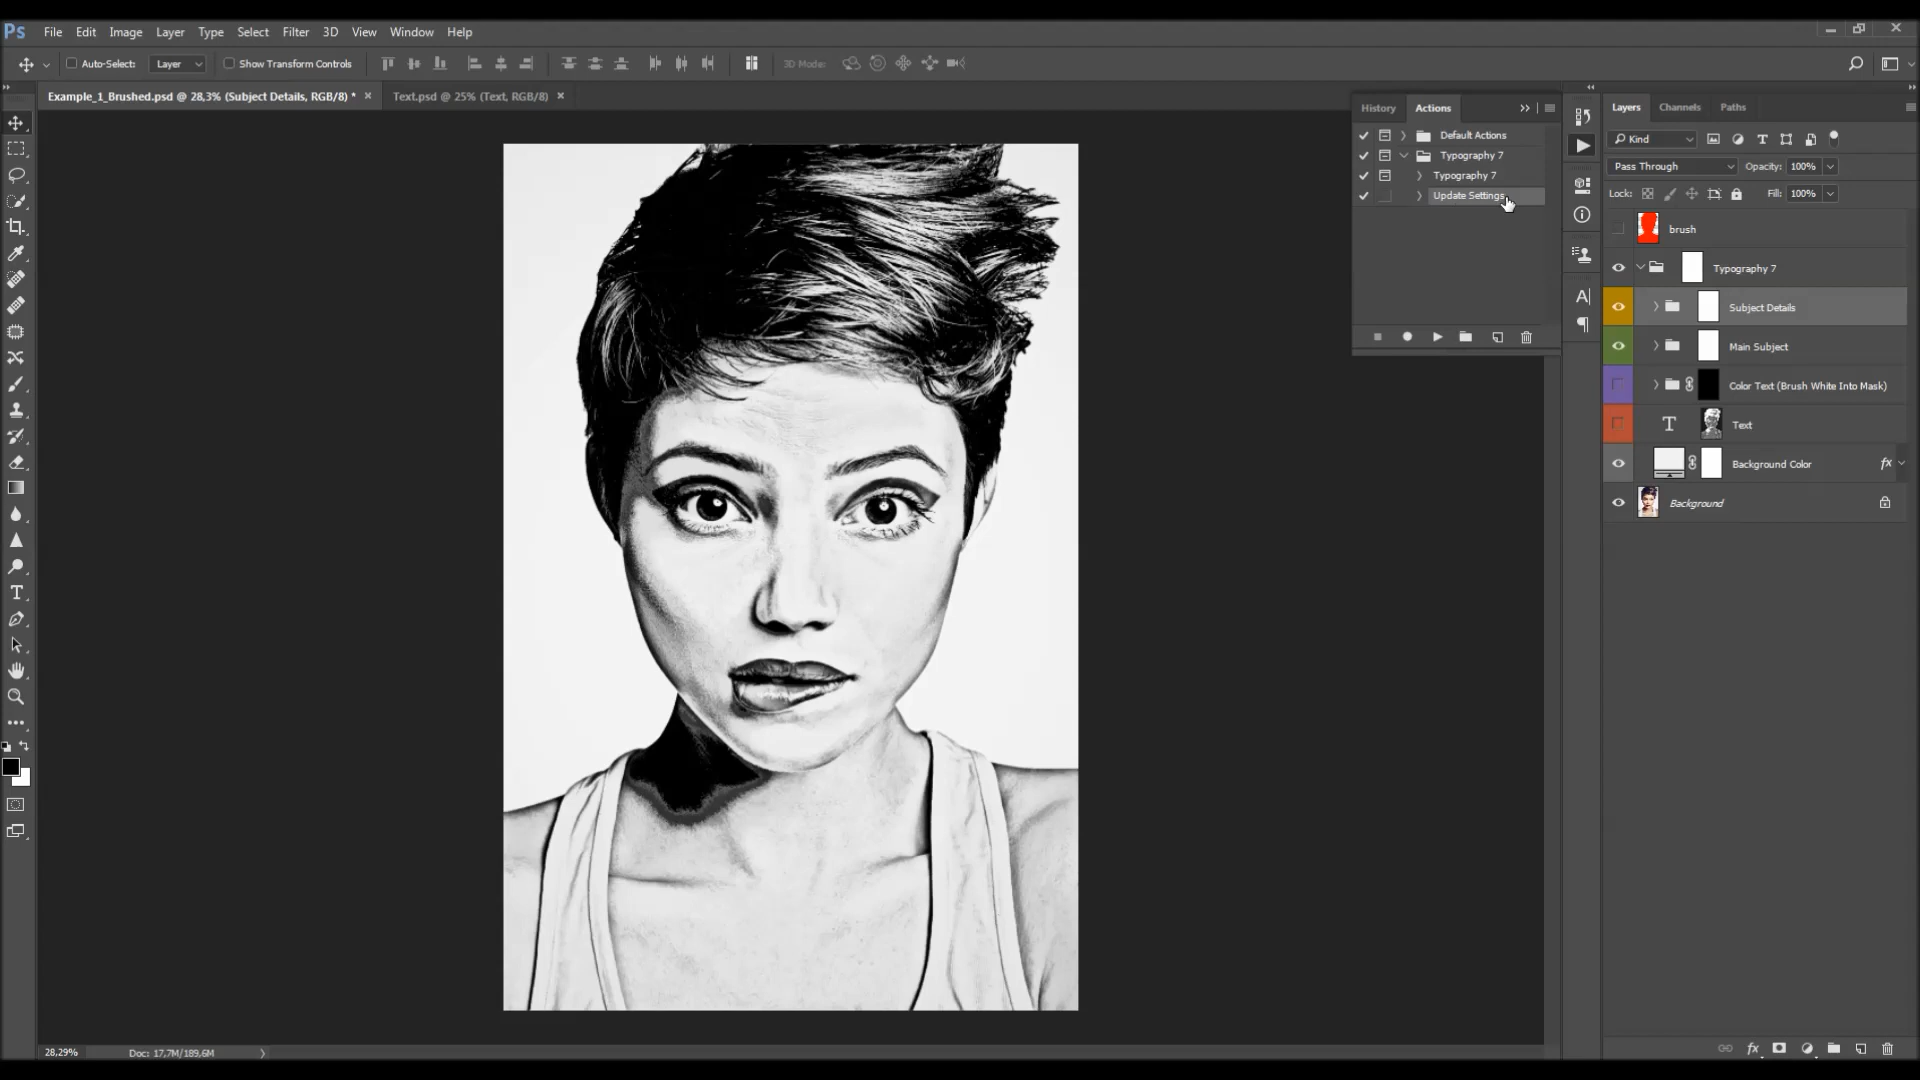 Ps File Edit Image Layer Type Select Filter 3D View Window Help
Auto-Select: Layer Show Transform Controls 3D Mode:
Example_1_Brushed.psd @ 28,3% (Subject Details, RGB/8) * × Text.psd @ 25% (Text, RGB/8) ×
History Actions
Default Actions
Typography 7
Typography 7
Update Settings
Layers Channels Paths
Kind
Pass Through Opacity: 100%
Lock: Fill: 100%
brush
Typography 7
Subject Details
Main Subject
Color Text (Brush White Into Mask)
Text
Background Color fx
Background
28,29% Doc: 17,7M/189,6M
fx